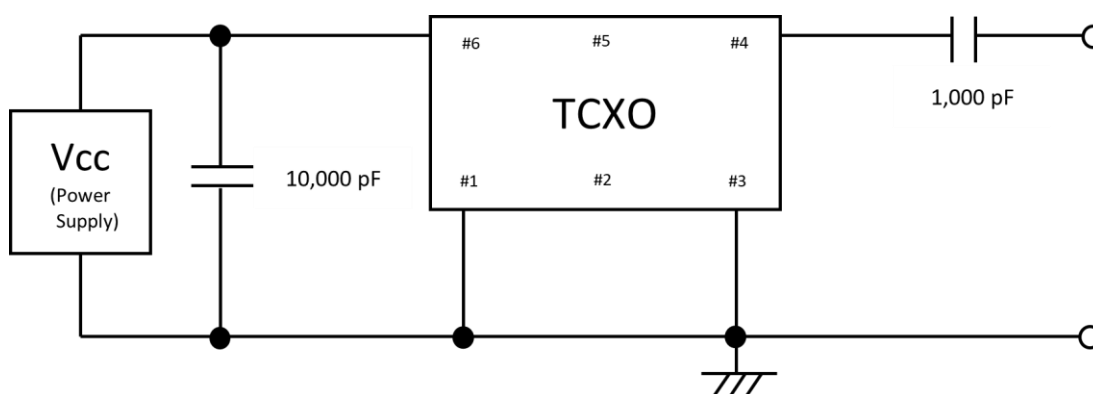 #6
#5
#4
TCXO
1,000 pF
Vcc
(Power
Supply)
10,000 pF
#1
#2
#3